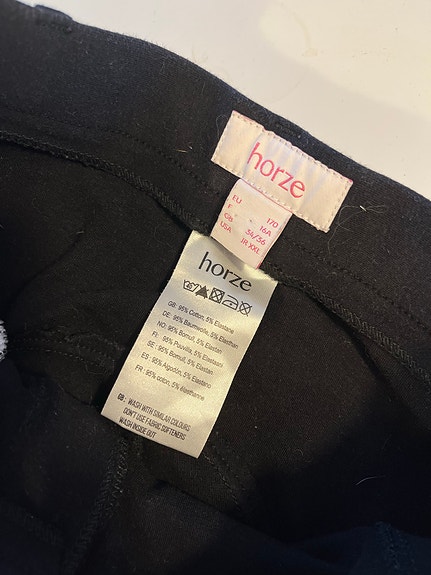 horze
EU 170
F 16A
GB 34/36
USA JR XXL
horze
GB: 95% Cotton, 5% Elastane
DE: 95% Baumwolle, 5% Elasthan
NO: 95% Bomull, 5% Elastan
FI: 95% Puuvilla, 5% Elastaani
SE: 95% Bomull, 5% Elastan
ES: 95% Algodón, 5% Elastano
FR: 95% coton, 5% élasthanne
GB: WASH WITH SIMILAR COLOURS
DON'T USE FABRIC SOFTENERS
WASH INSIDE OUT